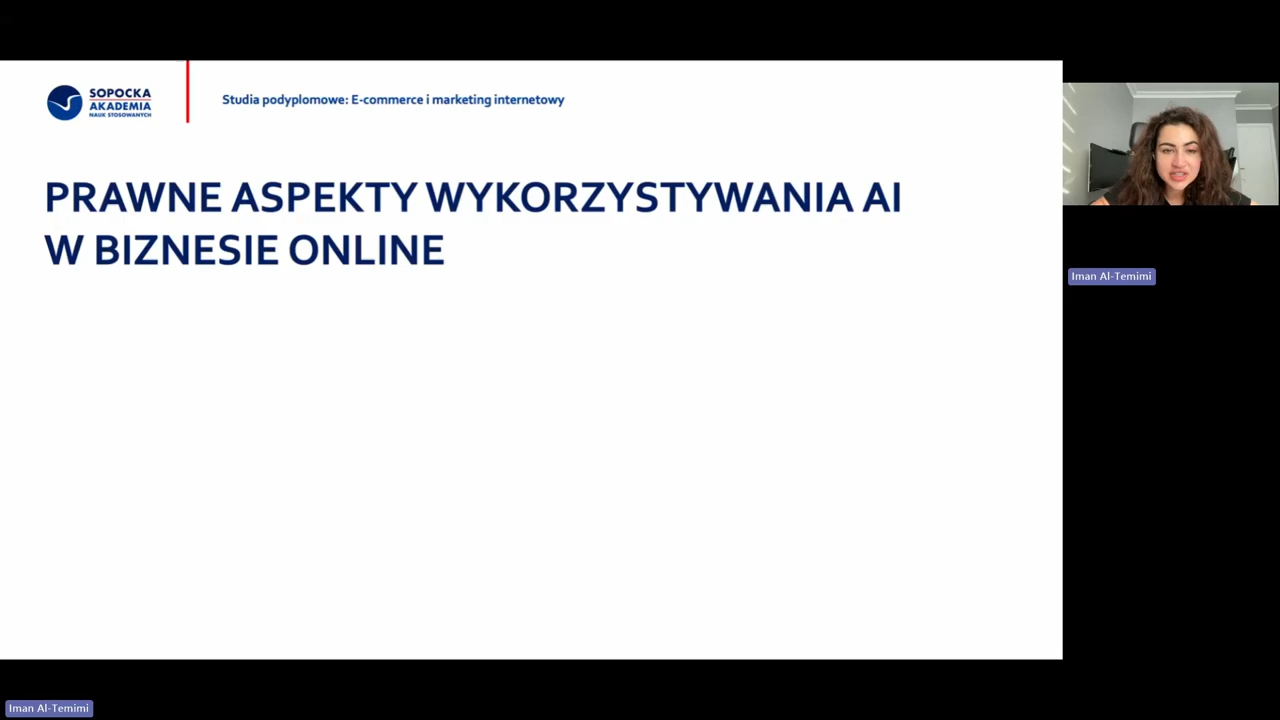 SOPOCKA
AKADEMIA
NAUK STOSOWANYCH
Studia podyplomowe: E-commerce i marketing internetowy
PRAWNE ASPEKTY WYKORZYSTYWANIA AI
W BIZNESIE ONLINE
Iman Al-Temimi
Iman Al-Temimi